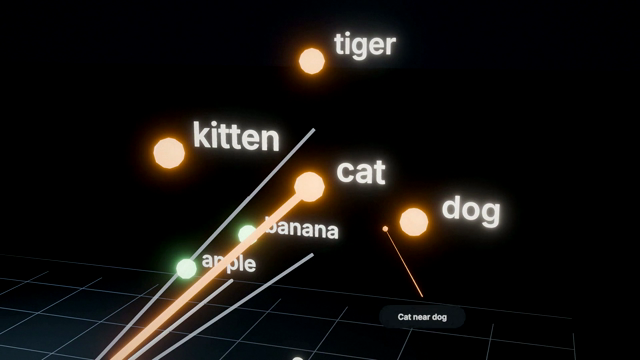 tiger
kitten
cat
dog
banana
apple
Cat near dog